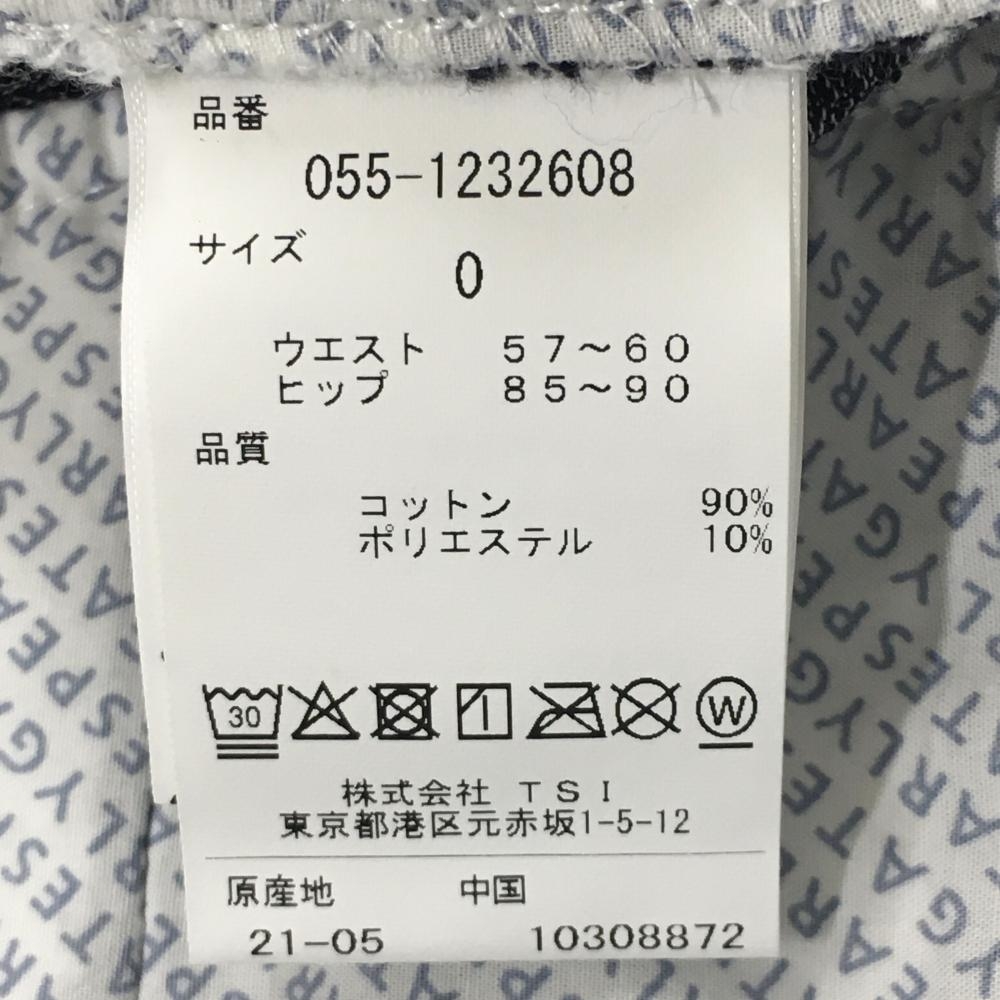 品番
055-1232608
サイズ
0
ウエスト 57～60
ヒップ 85～90
品質
コットン 90%
ポリエステル 10%
30
W
株式会社 TSI
東京都港区元赤坂1-5-12
原産地 中国
21-05 10308872
PEARLYGATES